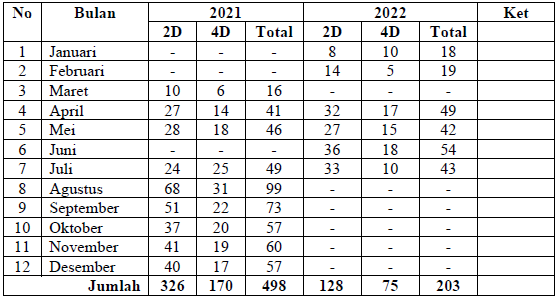 No Bulan 2021 2022 Ket
2D 4D Total 2D 4D Total
1 Januari - - - 8 10 18
2 Februari - - - 14 5 19
3 Maret 10 6 16 - - -
4 April 27 14 41 32 17 49
5 Mei 28 18 46 27 15 42
6 Juni - - - 36 18 54
7 Juli 24 25 49 33 10 43
8 Agustus 68 31 99 - - -
9 September 51 22 73 - - -
10 Oktober 37 20 57 - - -
11 November 41 19 60 - - -
12 Desember 40 17 57 - - -
Jumlah 326 170 498 128 75 203